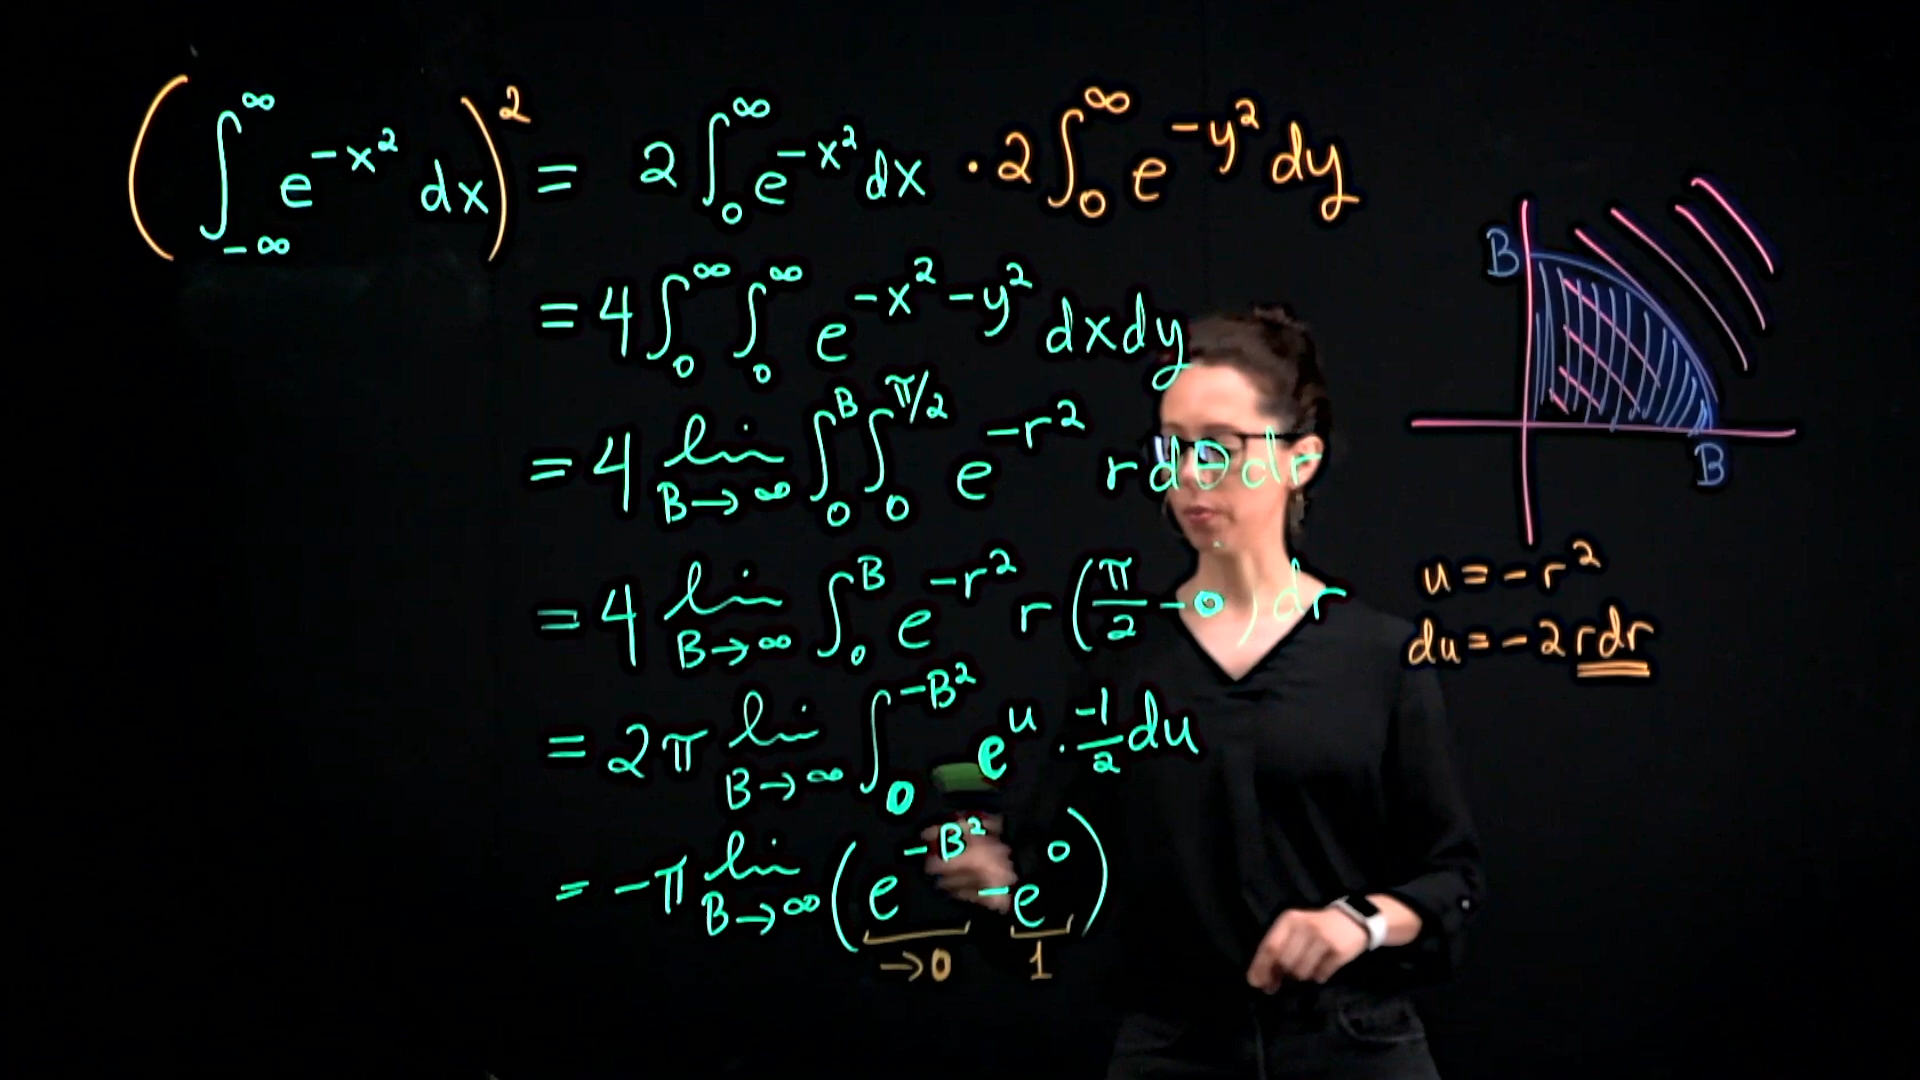 (∫_{-∞}^{∞} e^{-x²} dx)² = 2∫_0^∞ e^{-x²}dx · 2∫_0^∞ e^{-y²}dy
= 4∫_0^∞ ∫_0^∞ e^{-x²-y²} dxdy
= 4 lim_{B→∞} ∫_0^B ∫_0^{π/2} e^{-r²} rdθdr
= 4 lim_{B→∞} ∫_0^B e^{-r²} r(π/2 - 0)dr
= 2π lim_{B→∞} ∫_0^{-B²} e^u · -1/2 du
= -π lim_{B→∞} (e^{-B²} - e^0)
→0 1
B
B
u = -r²
du = -2rdr